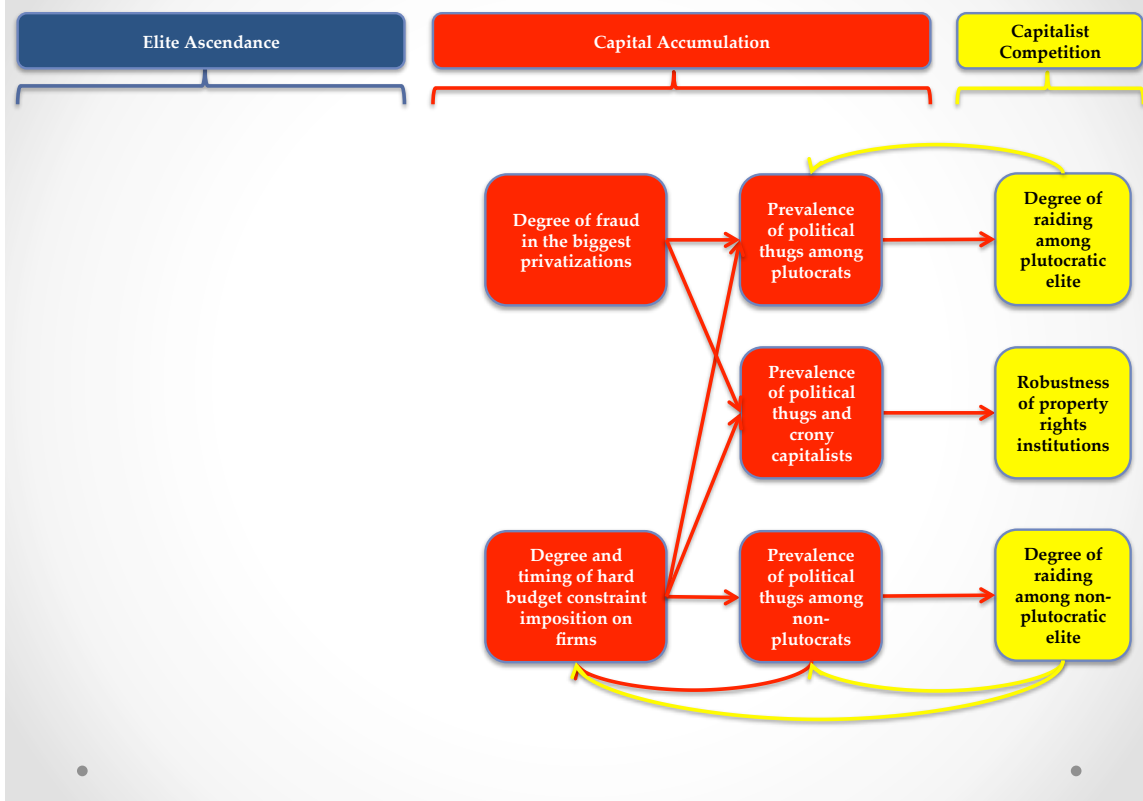 Elite Ascendance
Capital Accumulation
Capitalist
Competition
Degree of fraud
in the biggest
privatizations
Prevalence
of political
thugs among
plutocrats
Degree of
raiding
among
plutocratic
elite
Prevalence
of political
thugs and
crony
capitalists
Robustness
of property
rights
institutions
Degree and
timing of hard
budget constraint
imposition on
firms
Prevalence
of political
thugs among
non-
plutocrats
Degree of
raiding
among non-
plutocratic
elite